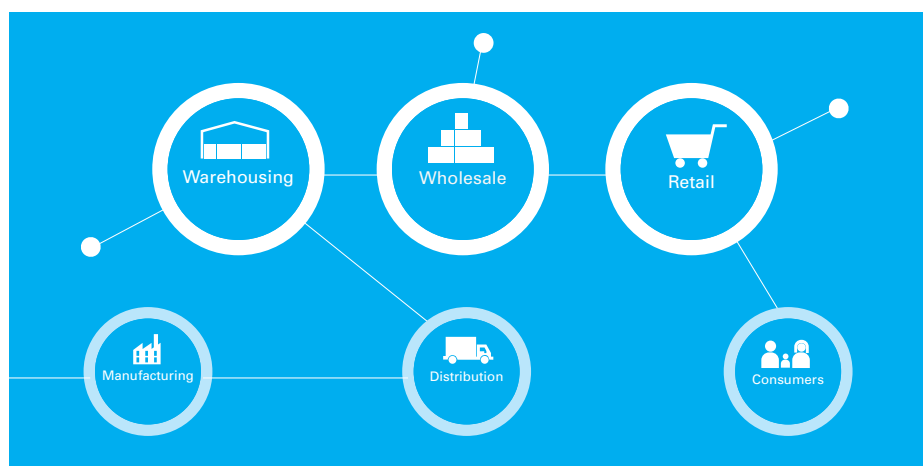 Warehousing
Wholesale
Retail
Manufacturing
Distribution
Consumers